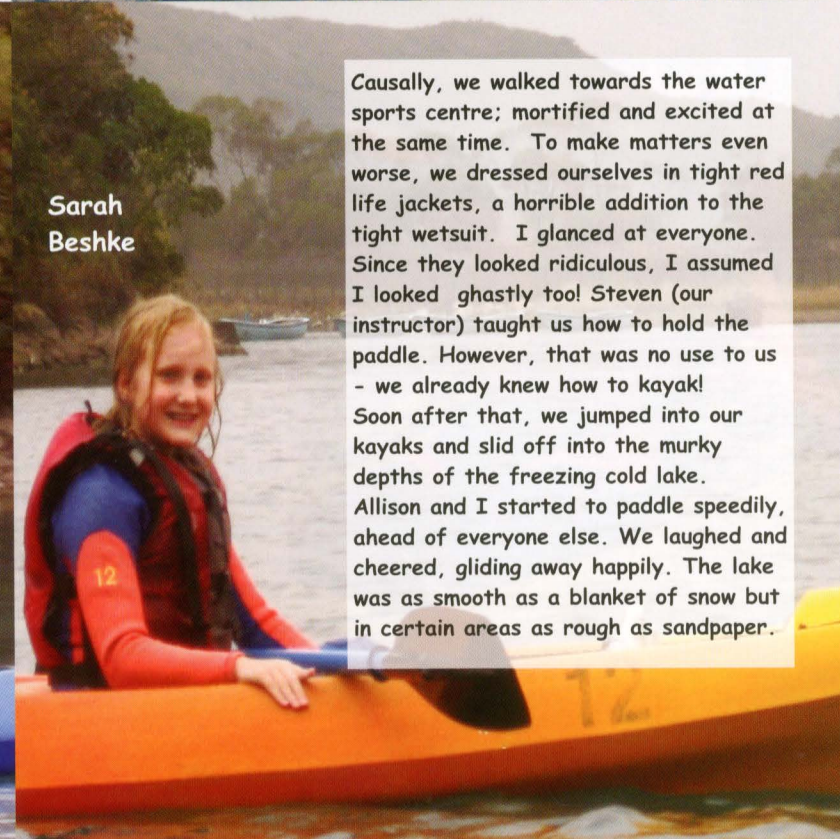 Sarah
Beshke
Causally, we walked towards the water
sports centre; mortified and excited at
the same time.  To make matters even
worse, we dressed ourselves in tight red
life jackets, a horrible addition to the
tight wetsuit.  I glanced at everyone.
Since they looked ridiculous, I assumed
I looked  ghastly too! Steven (our
instructor) taught us how to hold the
paddle. However, that was no use to us
- we already knew how to kayak!
Soon after that, we jumped into our
kayaks and slid off into the murky
depths of the freezing cold lake.
Allison and I started to paddle speedily,
ahead of everyone else. We laughed and
cheered, gliding away happily. The lake
was as smooth as a blanket of snow but
in certain areas as rough as sandpaper.
12
12